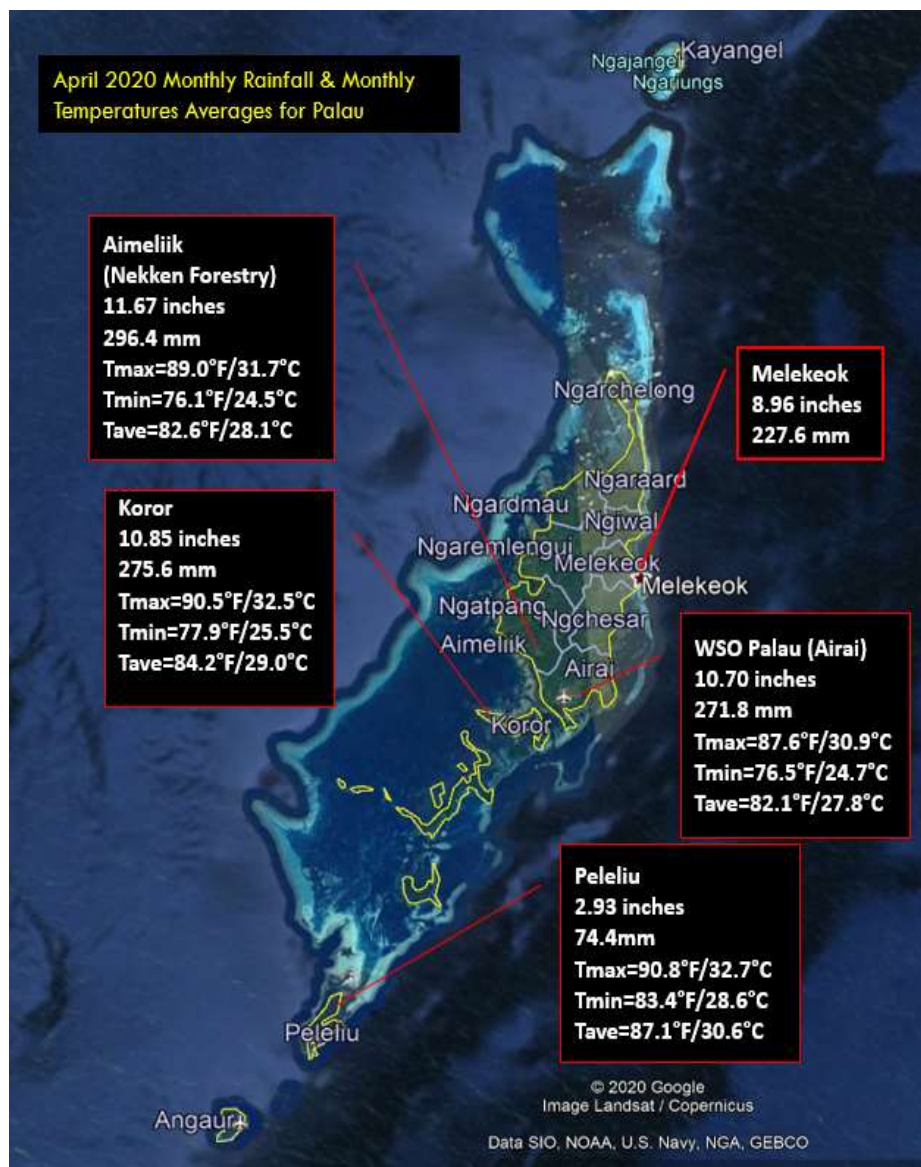 April 2020 Monthly Rainfall & Monthly
Temperatures Averages for Palau
Kayangel
Ngajangel
Ngariungs
Aimeliik
(Nekken Forestry)
11.67 inches
296.4 mm
Tmax=89.0°F/31.7°C
Tmin=76.1°F/24.5°C
Tave=82.6°F/28.1°C
Melekeok
8.96 inches
227.6 mm
Ngarchelong
Ngaraard
Ngardmau
Ngiwal
Ngaremlengui
Melekeok
Melekeok
Ngatpang
Ngchesar
Aimeliik
Airai
Koror
Koror
10.85 inches
275.6 mm
Tmax=90.5°F/32.5°C
Tmin=77.9°F/25.5°C
Tave=84.2°F/29.0°C
WSO Palau (Airai)
10.70 inches
271.8 mm
Tmax=87.6°F/30.9°C
Tmin=76.5°F/24.7°C
Tave=82.1°F/27.8°C
Peleliu
2.93 inches
74.4mm
Tmax=90.8°F/32.7°C
Tmin=83.4°F/28.6°C
Tave=87.1°F/30.6°C
Peleliu
Angaur
© 2020 Google
Image Landsat / Copernicus
Data SIO, NOAA, U.S. Navy, NGA, GEBCO